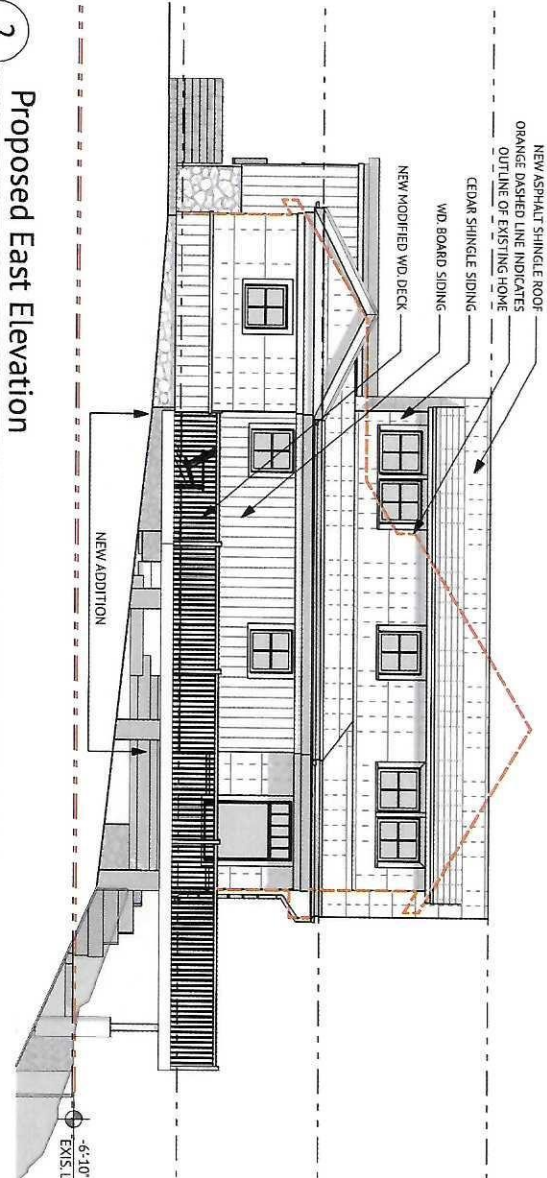 NEW ASPHALT SHINGLE ROOF
ORANGE DASHED LINE INDICATES
OUTLINE OF EXISTING HOME
CEDAR SHINGLE SIDING
WD. BOARD SIDING
NEW MODIFIED WD. DECK
NEW ADDITION
-6'-10"
EXIS. L
2
Proposed East Elevation